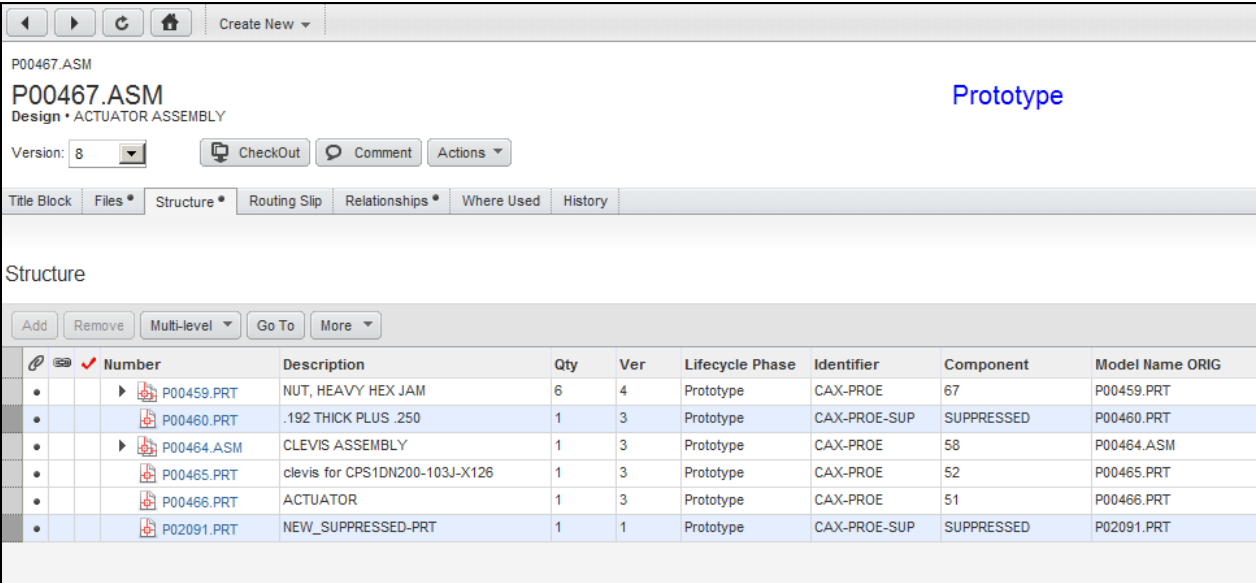 Create New
P00467.ASM
P00467.ASM
Prototype
Design • ACTUATOR ASSEMBLY
Version: 8 CheckOut Comment Actions
Title Block Files Structure Routing Slip Relationships Where Used History
Structure
Add Remove Multi-level Go To More
Number Description Qty Ver Lifecycle Phase Identifier Component Model Name ORIG
P00459.PRT NUT, HEAVY HEX JAM 6 4 Prototype CAX-PROE 67 P00459.PRT
P00460.PRT .192 THICK PLUS .250 1 3 Prototype CAX-PROE-SUP SUPPRESSED P00460.PRT
P00464.ASM CLEVIS ASSEMBLY 1 3 Prototype CAX-PROE 58 P00464.ASM
P00465.PRT clevis for CPS1DN200-103J-X126 1 3 Prototype CAX-PROE 52 P00465.PRT
P00466.PRT ACTUATOR 1 3 Prototype CAX-PROE 51 P00466.PRT
P02091.PRT NEW_SUPPRESSED-PRT 1 1 Prototype CAX-PROE-SUP SUPPRESSED P02091.PRT